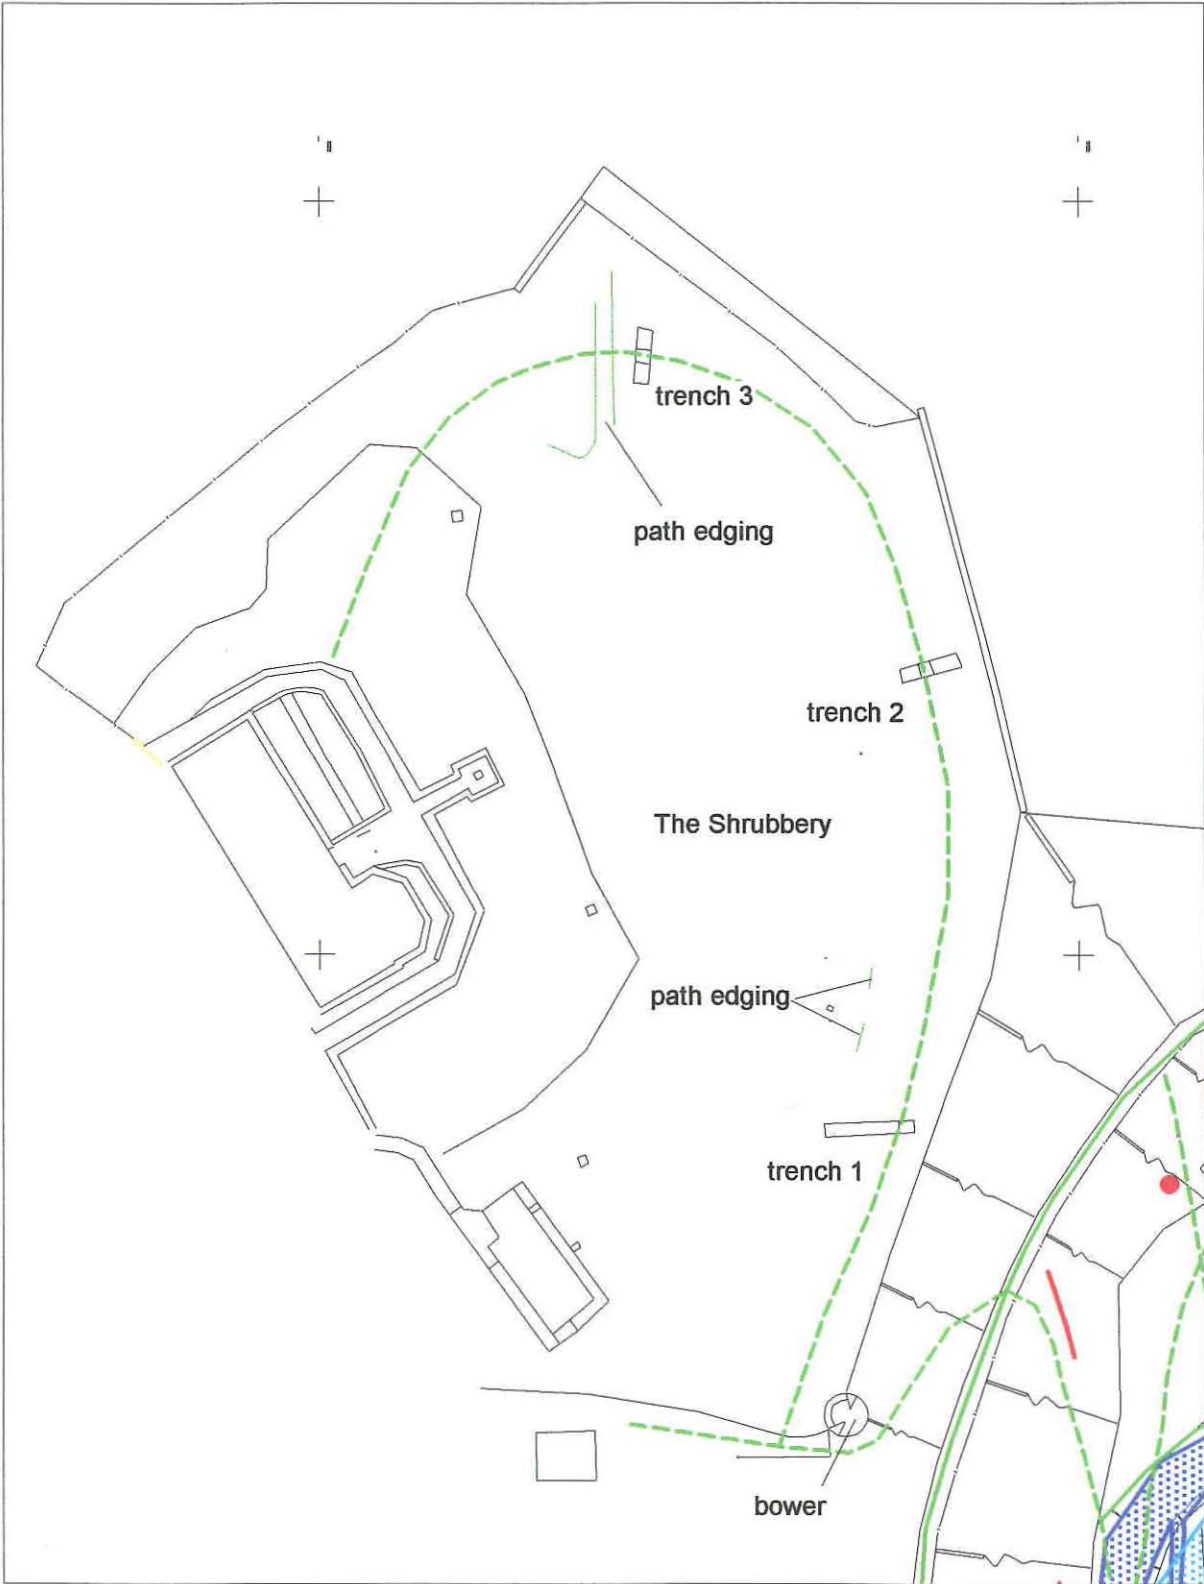 trench 3
path edging
trench 2
The Shrubbery
path edging
trench 1
bower